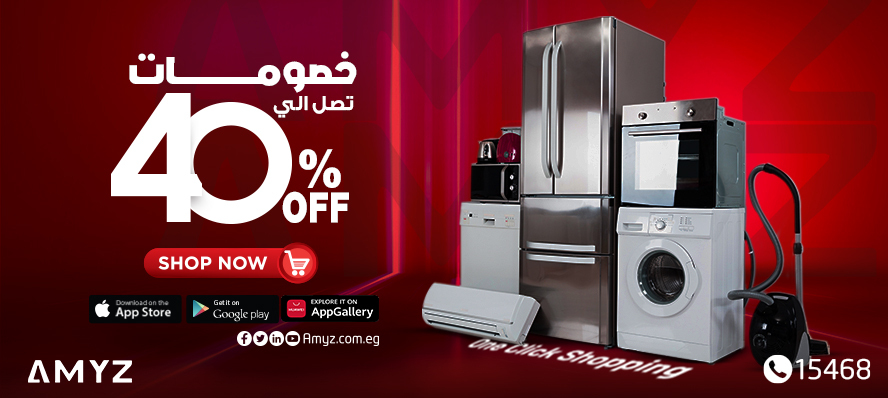 خصومات
تصل الي
40% OFF
SHOP NOW
Download on the
App Store
Get it on
Google play
EXPLORE IT ON
AppGallery
Amyz.com.eg
One Click Shopping
AMYZ
15468